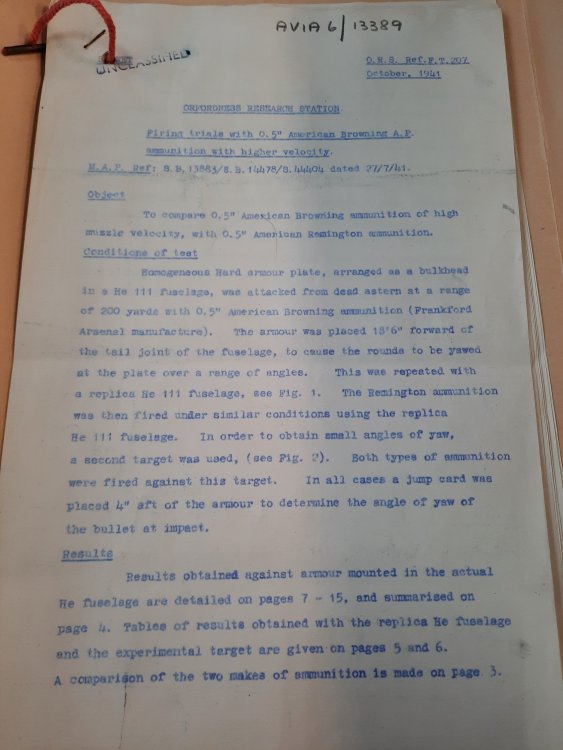 AVIA 6/13389
UNCLASSIFIED
O.R.S. Ref.F.T.207
October, 1941
ORFORDNESS RESEARCH STATION
Firing trials with 0.5" American Browning A.P.
ammunition with higher velocity.
M.A.P. Ref: S.B.13883/S.B.14478/S.44404 dated 27/7/41.
Object
To compare 0.5" American Browning ammunition of high
muzzle velocity, with 0.5" American Remington ammunition.
Conditions of test
Homogeneous Hard armour plate, arranged as a bulkhead
in a He 111 fuselage, was attacked from dead astern at a range
of 200 yards with 0.5" American Browning ammunition (Frankford
Arsenal manufacture). The armour was placed 13'6" forward of
the tail joint of the fuselage, to cause the rounds to be yawed
at the plate over a range of angles. This was repeated with
a replica He 111 fuselage, see Fig. 1. The Remington ammunition
was then fired under similar conditions using the replica
He 111 fuselage. In order to obtain small angles of yaw,
a second target was used, (see Fig. 2). Both types of ammunition
were fired against this target. In all cases a jump card was
placed 4" aft of the armour to determine the angle of yaw of
the bullet at impact.
Results
Results obtained against armour mounted in the actual
He fuselage are detailed on pages 7 - 15, and summarised on
page 4. Tables of results obtained with the replica He fuselage
and the experimental target are given on pages 5 and 6.
A comparison of the two makes of ammunition is made on page 3.